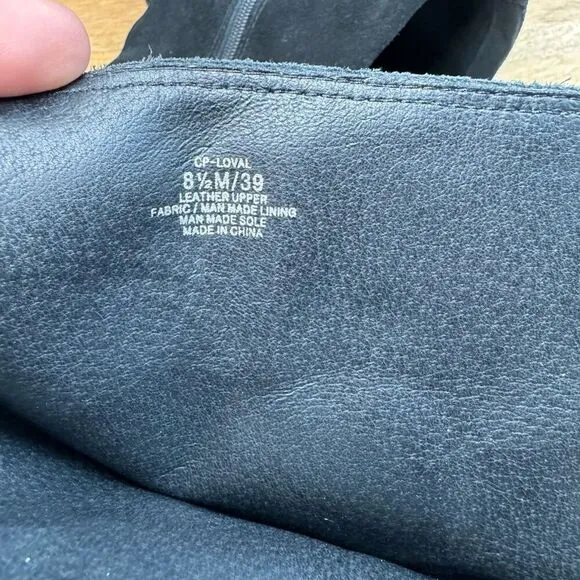 CP-LOVAL
8½M/39
LEATHER UPPER
FABRIC / MAN MADE LINING
MAN MADE SOLE
MADE IN CHINA